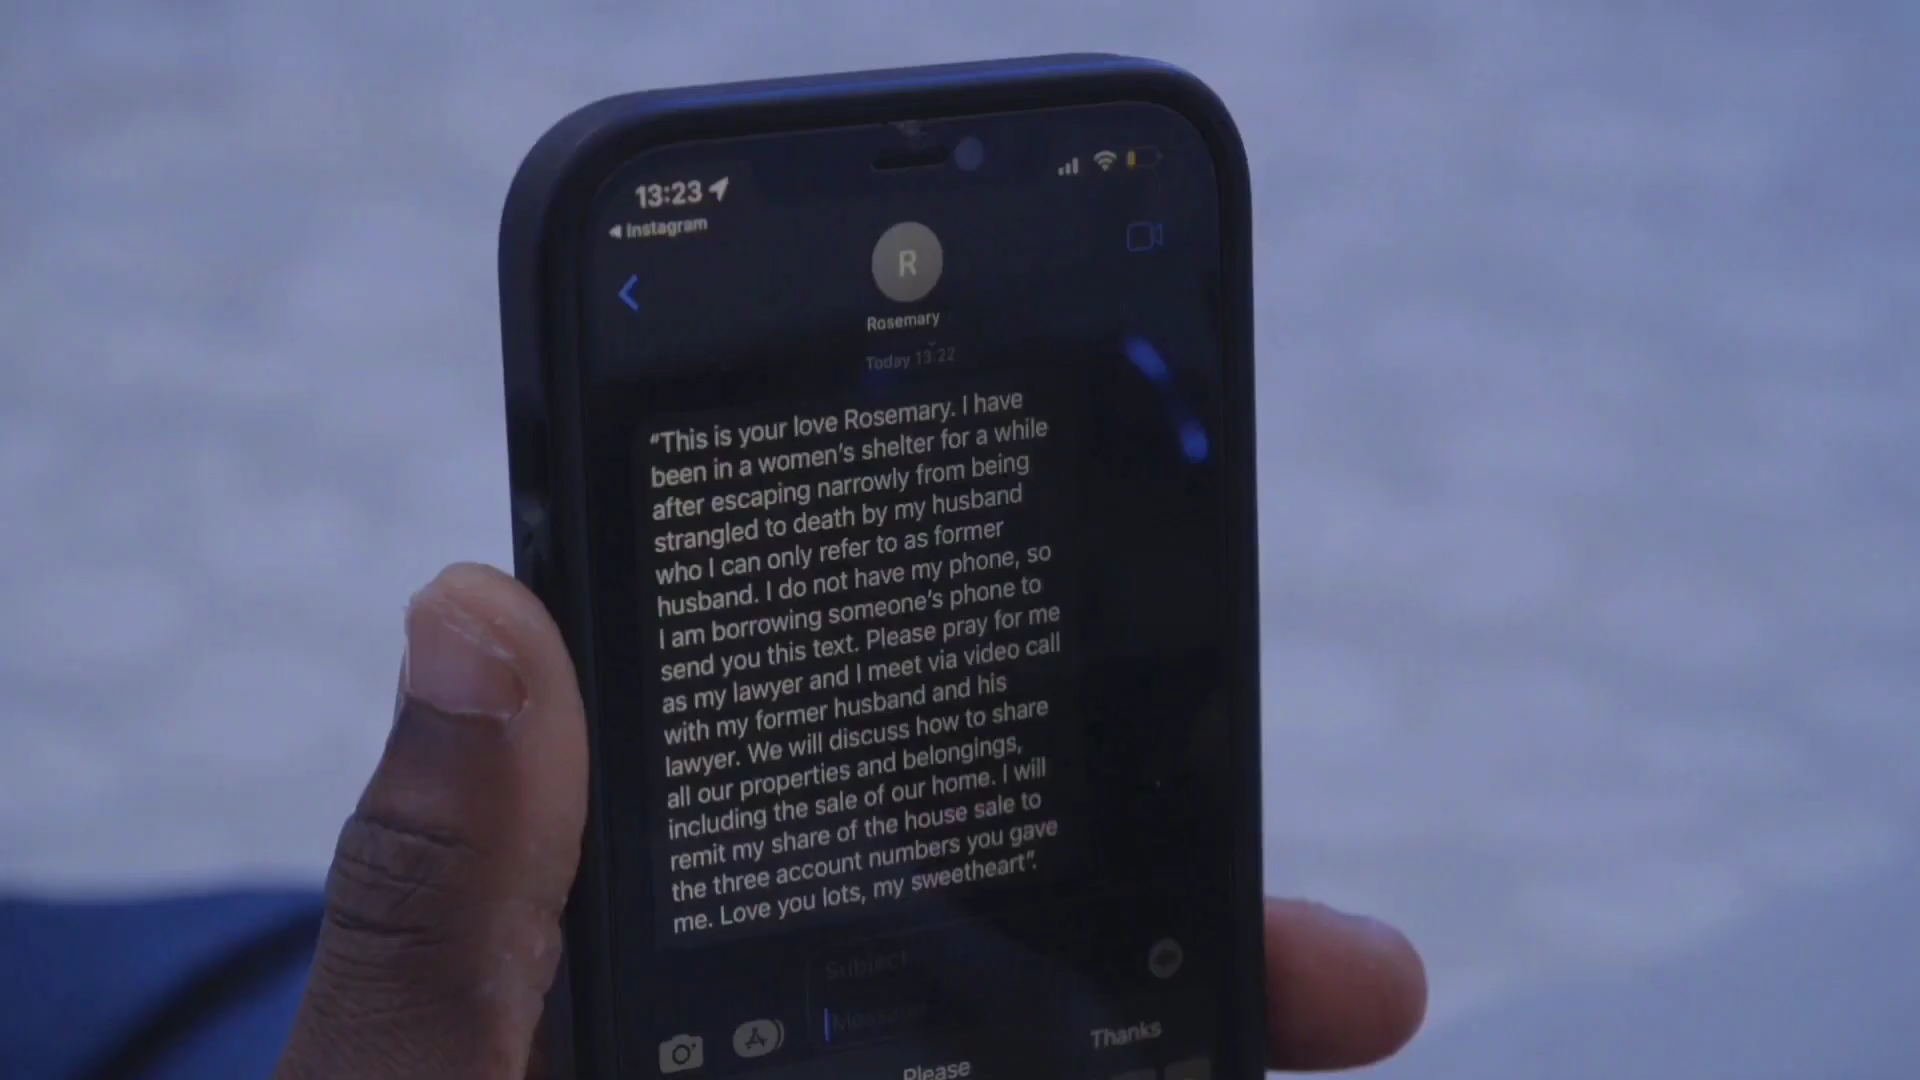 13:23
Instagram
R
Rosemary
Today 13:22
“This is your love Rosemary. I have
been in a women’s shelter for a while
after escaping narrowly from being
strangled to death by my husband
who I can only refer to as former
husband. I do not have my phone, so
I am borrowing someone’s phone to
send you this text. Please pray for me
as my lawyer and I meet via video call
with my former husband and his
lawyer. We will discuss how to share
all our properties and belongings,
including the sale of our home. I will
remit my share of the house sale to
the three account numbers you gave
me. Love you lots, my sweetheart”.
Subject
Please
Thanks